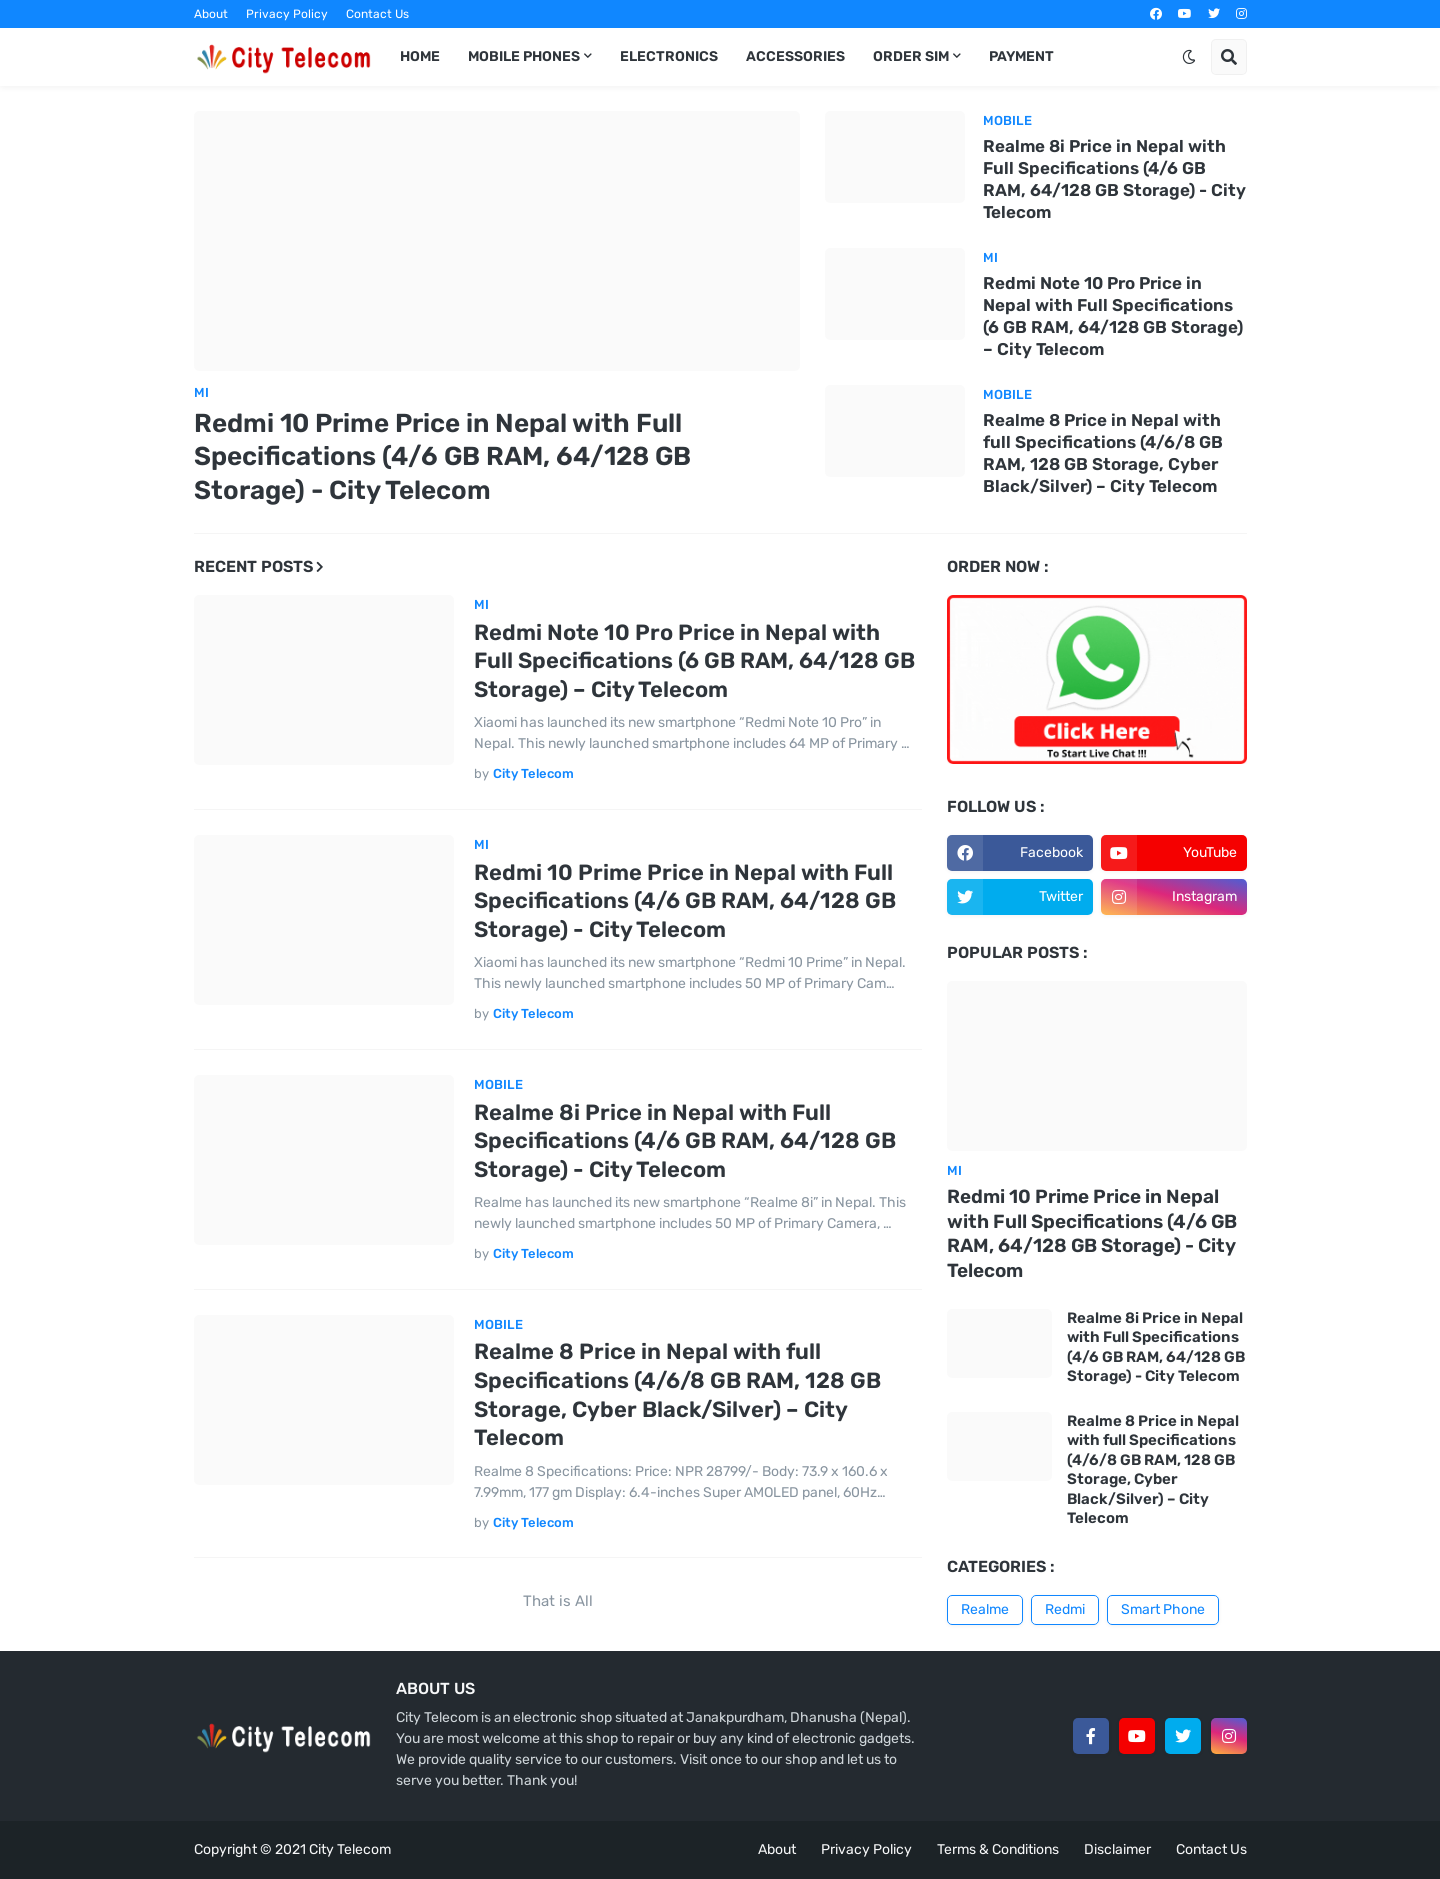 About Privacy Policy Contact Us
City Telecom
HOME MOBILE PHONES ELECTRONICS ACCESSORIES ORDER SIM PAYMENT
MI
Redmi 10 Prime Price in Nepal with Full
Specifications (4/6 GB RAM, 64/128 GB
Storage) - City Telecom
MOBILE
Realme 8i Price in Nepal with
Full Specifications (4/6 GB
RAM, 64/128 GB Storage) - City
Telecom
MI
Redmi Note 10 Pro Price in
Nepal with Full Specifications
(6 GB RAM, 64/128 GB Storage)
– City Telecom
MOBILE
Realme 8 Price in Nepal with
full Specifications (4/6/8 GB
RAM, 128 GB Storage, Cyber
Black/Silver) – City Telecom
RECENT POSTS
MI
Redmi Note 10 Pro Price in Nepal with
Full Specifications (6 GB RAM, 64/128 GB
Storage) – City Telecom
Xiaomi has launched its new smartphone “Redmi Note 10 Pro” in
Nepal. This newly launched smartphone includes 64 MP of Primary …
by City Telecom
MI
Redmi 10 Prime Price in Nepal with Full
Specifications (4/6 GB RAM, 64/128 GB
Storage) - City Telecom
Xiaomi has launched its new smartphone “Redmi 10 Prime” in Nepal.
This newly launched smartphone includes 50 MP of Primary Cam…
by City Telecom
MOBILE
Realme 8i Price in Nepal with Full
Specifications (4/6 GB RAM, 64/128 GB
Storage) - City Telecom
Realme has launched its new smartphone “Realme 8i” in Nepal. This
newly launched smartphone includes 50 MP of Primary Camera, …
by City Telecom
MOBILE
Realme 8 Price in Nepal with full
Specifications (4/6/8 GB RAM, 128 GB
Storage, Cyber Black/Silver) – City
Telecom
Realme 8 Specifications: Price: NPR 28799/- Body: 73.9 x 160.6 x
7.99mm, 177 gm Display: 6.4-inches Super AMOLED panel, 60Hz…
by City Telecom
That is All
ORDER NOW :
Click Here
To Start Live Chat !!!
FOLLOW US :
Facebook YouTube
Twitter Instagram
POPULAR POSTS :
MI
Redmi 10 Prime Price in Nepal
with Full Specifications (4/6 GB
RAM, 64/128 GB Storage) - City
Telecom
Realme 8i Price in Nepal
with Full Specifications
(4/6 GB RAM, 64/128 GB
Storage) - City Telecom
Realme 8 Price in Nepal
with full Specifications
(4/6/8 GB RAM, 128 GB
Storage, Cyber
Black/Silver) – City
Telecom
CATEGORIES :
Realme Redmi Smart Phone
City Telecom
ABOUT US
City Telecom is an electronic shop situated at Janakpurdham, Dhanusha (Nepal).
You are most welcome at this shop to repair or buy any kind of electronic gadgets.
We provide quality service to our customers. Visit once to our shop and let us to
serve you better. Thank you!
Copyright © 2021 City Telecom
About Privacy Policy Terms & Conditions Disclaimer Contact Us